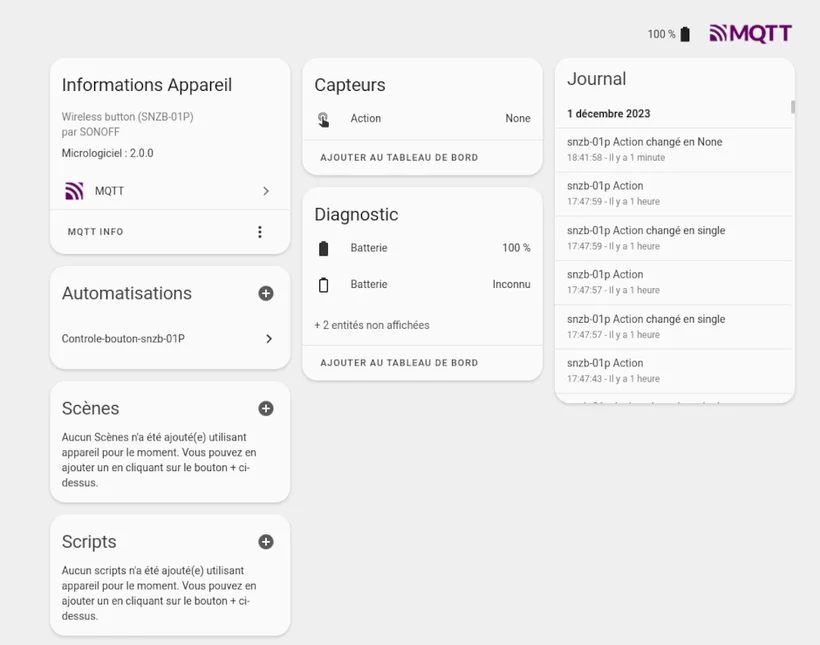 100 %
MQTT
Informations Appareil
Wireless button (SNZB-01P)
par SONOFF
Micrologiciel : 2.0.0
MQTT
MQTT INFO
Automatisations
Controle-bouton-snzb-01P
Scènes
Aucun Scènes n'a été ajouté(e) utilisant
appareil pour le moment. Vous pouvez en
ajouter un en cliquant sur le bouton + ci-
dessus.
Scripts
Aucun scripts n'a été ajouté(e) utilisant
appareil pour le moment. Vous pouvez en
ajouter un en cliquant sur le bouton + ci-
dessus.
Capteurs
Action None
AJOUTER AU TABLEAU DE BORD
Diagnostic
Batterie 100 %
Batterie Inconnu
+ 2 entités non affichées
AJOUTER AU TABLEAU DE BORD
Journal
1 décembre 2023
snzb-01p Action changé en None
18:41:58 - Il y a 1 minute
snzb-01p Action
17:47:59 - Il y a 1 heure
snzb-01p Action changé en single
17:47:59 - Il y a 1 heure
snzb-01p Action
17:47:57 - Il y a 1 heure
snzb-01p Action changé en single
17:47:57 - Il y a 1 heure
snzb-01p Action
17:47:43 - Il y a 1 heure